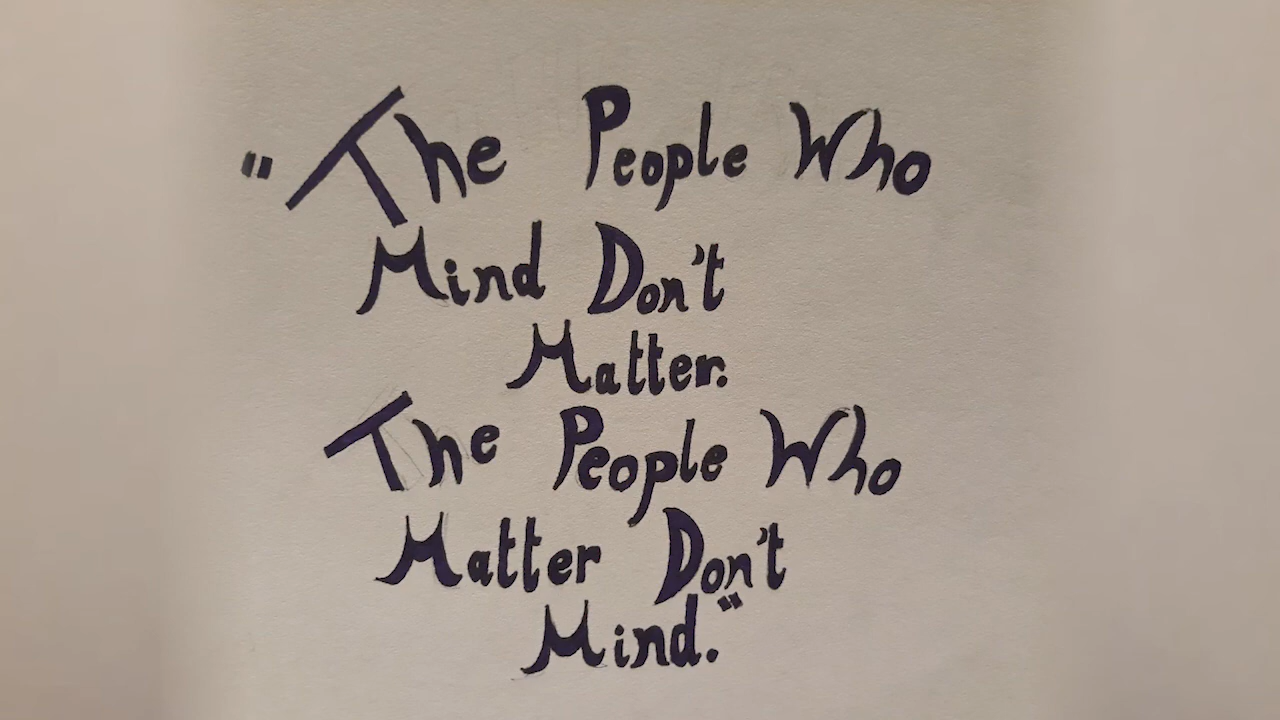 "The People Who
Mind Don't
Matter.
The People Who
Matter Don't
Mind."